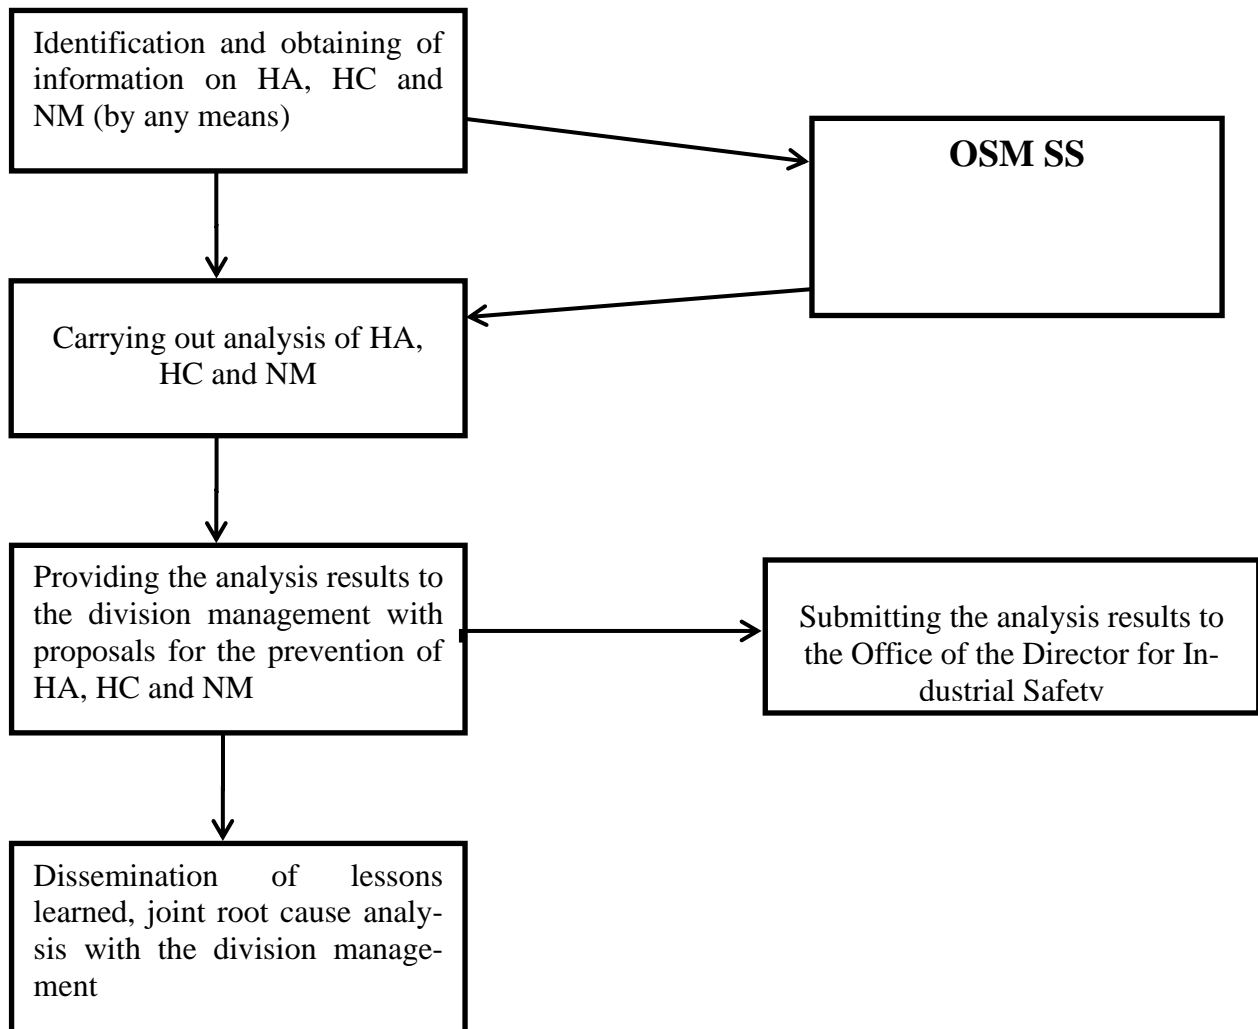 Identification and obtaining of
information on HA, HC and
NM (by any means)
OSM SS
Carrying out analysis of HA,
HC and NM
Providing the analysis results to
the division management with
proposals for the prevention of
HA, HC and NM
Submitting the analysis results to
the Office of the Director for In-
dustrial Safety
Dissemination of lessons
learned, joint root cause analy-
sis with the division manage-
ment